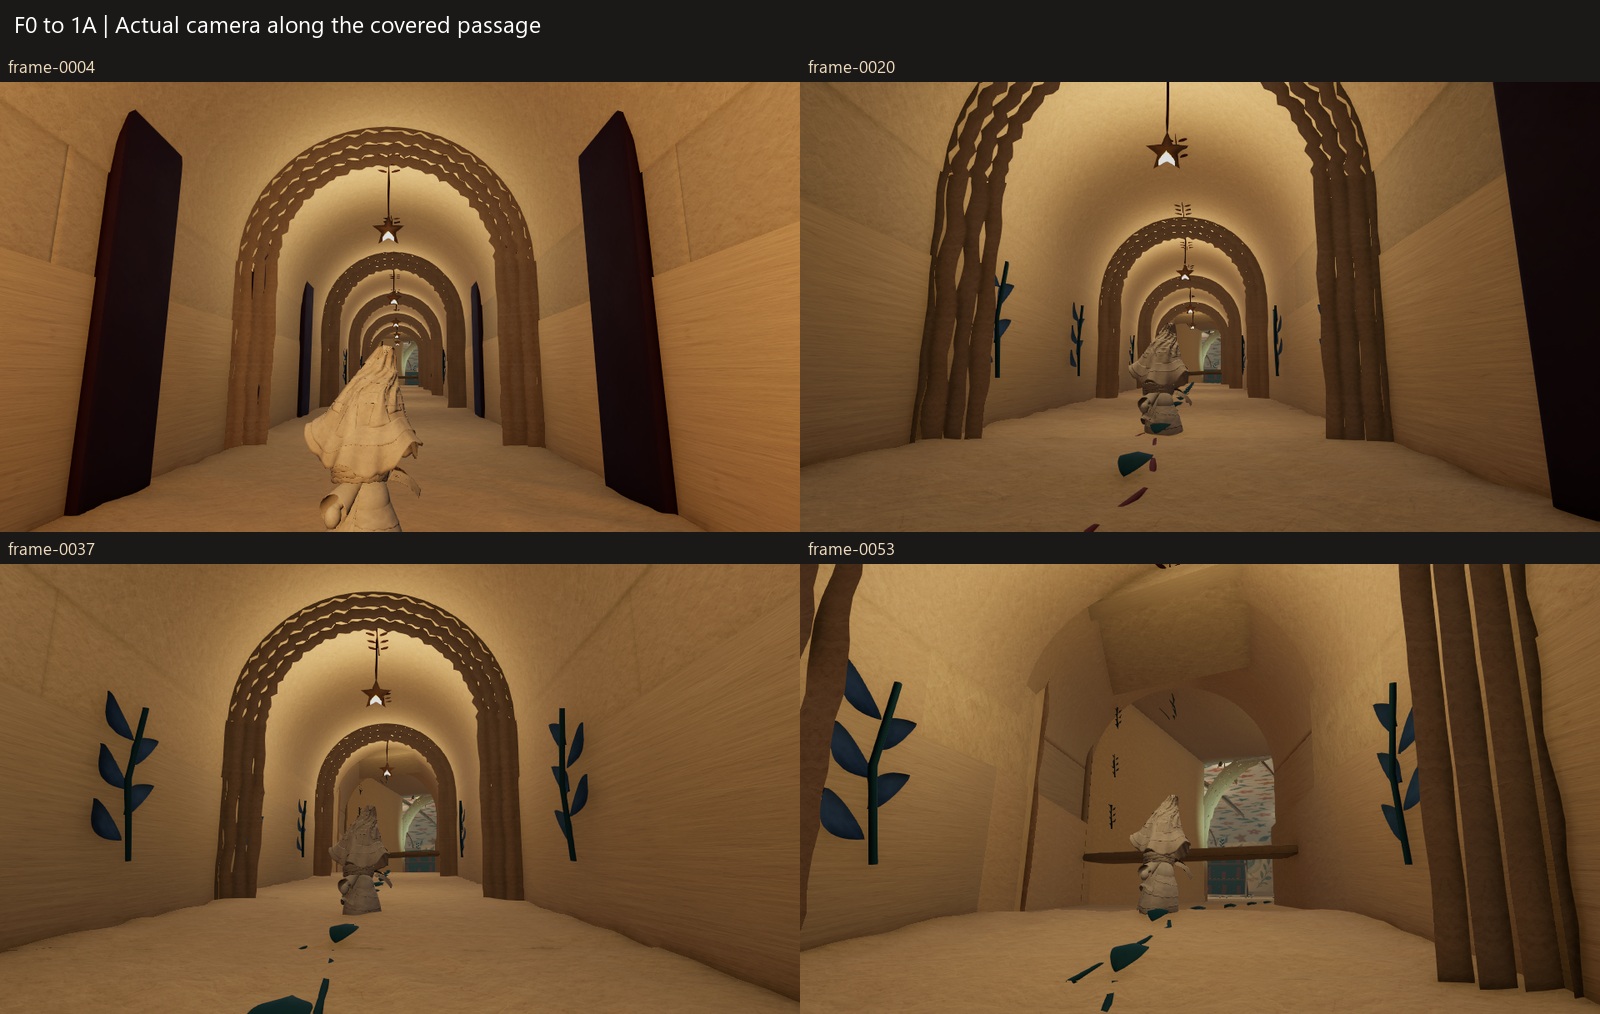 F0 to 1A | Actual camera along the covered passage
frame-0004
frame-0020
frame-0037
frame-0053